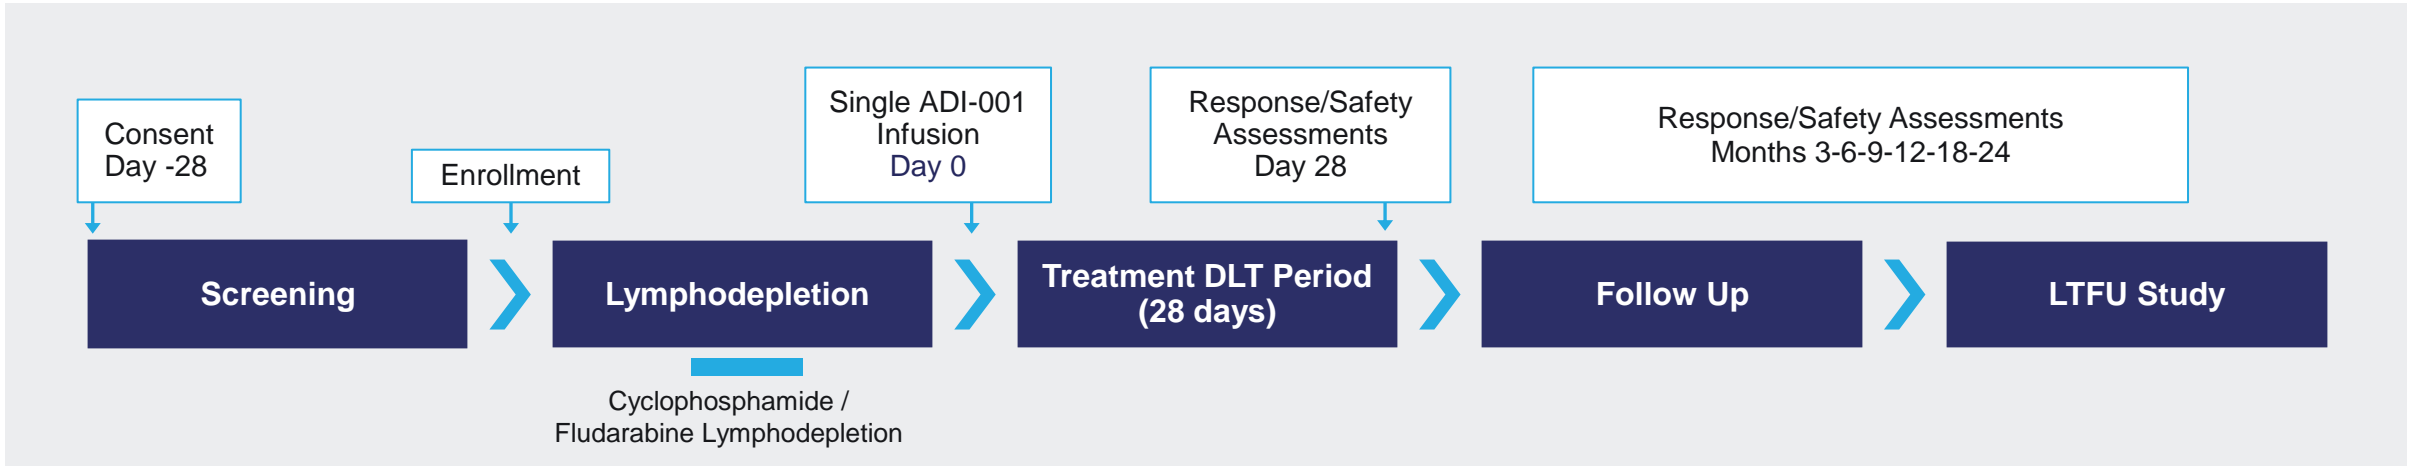 Consent
Day -28
Enrollment
Single ADI-001
Infusion
Day 0
Response/Safety
Assessments
Day 28
Response/Safety Assessments
Months 3-6-9-12-18-24
Screening
Lymphodepletion
Treatment DLT Period
(28 days)
Follow Up
LTFU Study
Cyclophosphamide /
Fludarabine Lymphodepletion